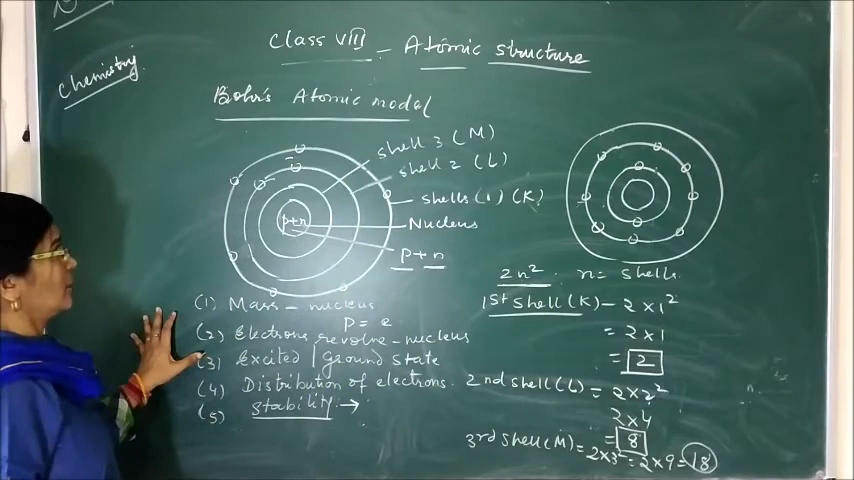 Class VIII - Atomic structure
Chemistry.
Bohr's Atomic model
shell 3 (M)
shell 2 (L)
shells (1) (K)
Nucleus
p+n
p+n
(1) Mass - nucleus
p = e
(2) Electrons revolve - nucleus
(3) Excited / Ground State
(4) Distribution of electrons.
(5) stability →
2n² n = shells.
1st shell (K) - 2×1²
= 2×1
= 2
2nd shell (L) = 2×2²
2×4
= 8
3rd shell (M) = 2×3² = 2×9 = 18